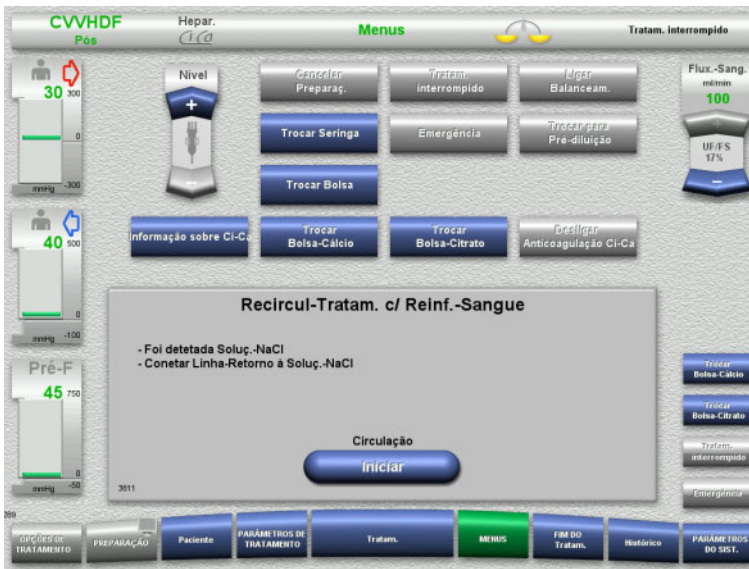 CVVHDF
Pós
Hepar.
Ci Ca
Menus
Tratam. interrompido
30
300
0
mmHg
-300
Nível
+
Cancelar
Preparaç.
Tratam.
interrompido
Ligar
Balanceam.
Trocar Seringa
Emergência
Trocar para
Pré-diluição
Trocar Bolsa
Flux.-Sang.
ml/min
100
+
UF/FS
17%
40
500
0
mmHg
-100
Informação sobre Ci-Ca
Trocar
Bolsa-Cálcio
Trocar
Bolsa-Citrato
Desligar
Anticoagulação Ci-Ca
Recircul-Tratam. c/ Reinf.-Sangue
- Foi detetada Soluç.-NaCl
- Conetar Linha-Retorno á Soluç.-NaCl
Circulação
Iniciar
3811
Pré-F
45
750
0
mmHg
-50
Trocar
Bolsa-Cálcio
Trocar
Bolsa-Citrato
Tratam.
interrompido
Emergência
OPÇÕES DE
TRATAMENTO
PREPARAÇÃO
Paciente
PARÂMETROS DE
TRATAMENTO
Tratam.
MENUS
FIM DO
Tratam.
Histórico
PARÂMETROS
DO SIST.